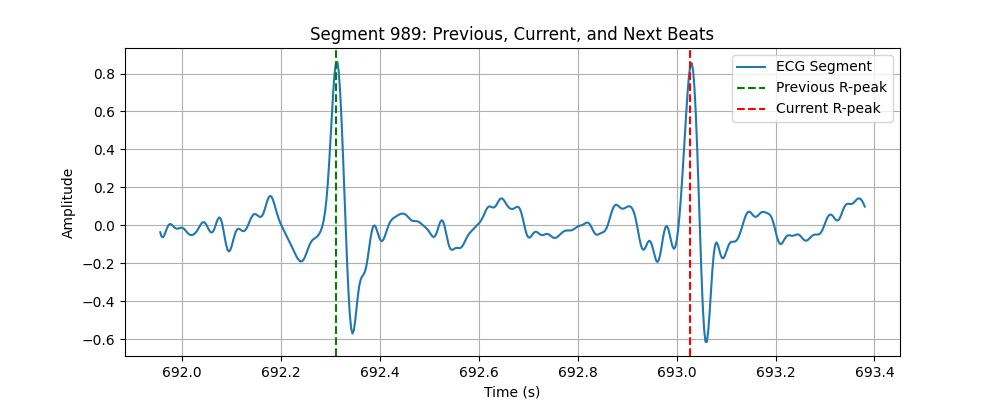 Segment 989: Previous, Current, and Next Beats
ECG Segment
Previous R-peak
Current R-peak
Amplitude
0.8
0.6
0.4
0.2
0.0
−0.2
−0.4
−0.6
692.0 692.2 692.4 692.6 692.8 693.0 693.2 693.4
Time (s)